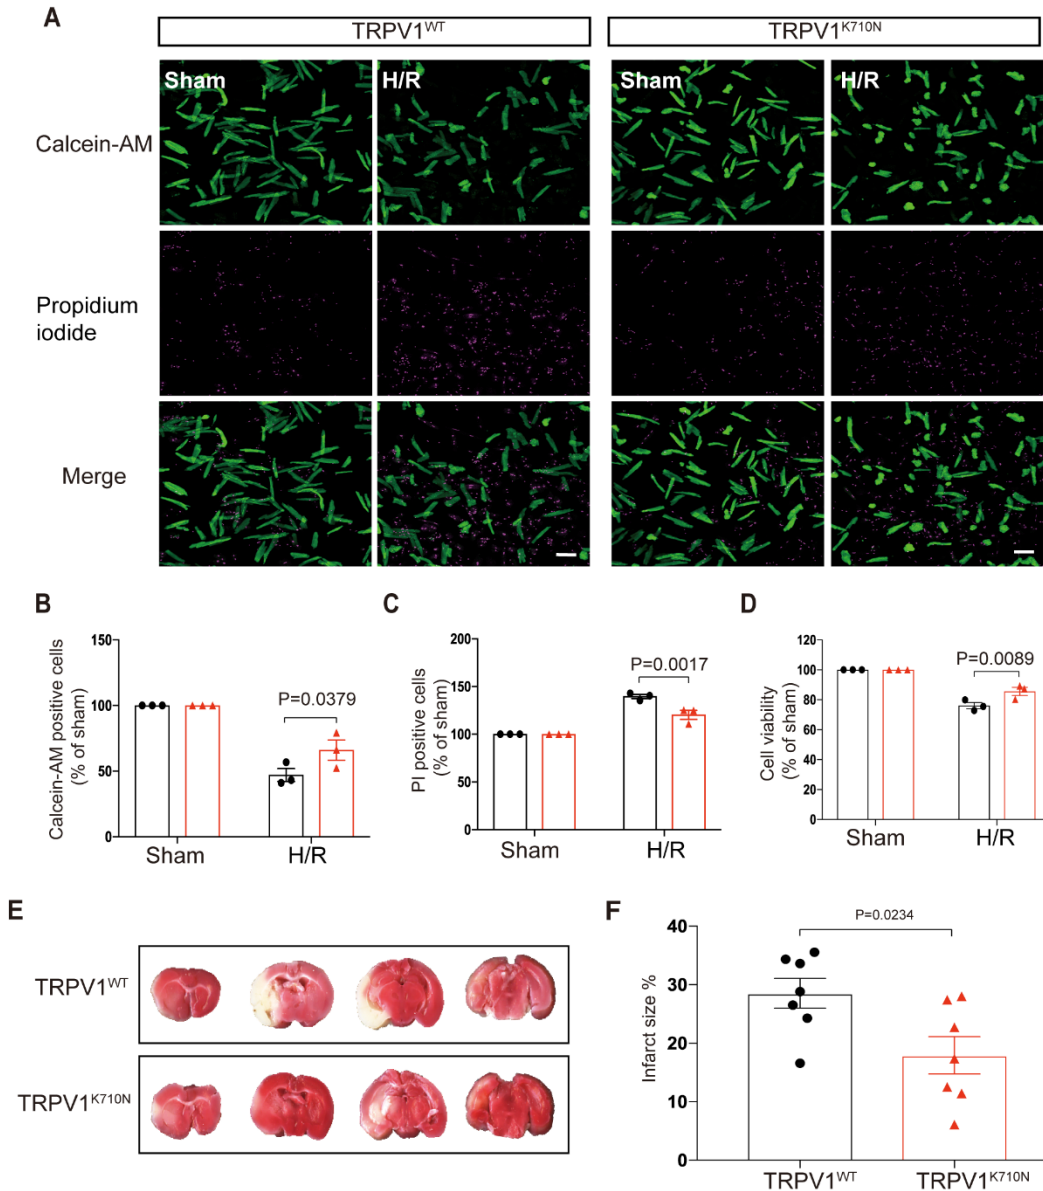 A
TRPV1WT
TRPV1K710N
Sham
H/R
Sham
H/R
Calcein-AM
Propidium
iodide
Merge
B
Calcein-AM positive cells
(% of sham)
150
100
50
0
P=0.0379
Sham
H/R
C
PI positive cells
(% of sham)
200
150
100
50
0
P=0.0017
Sham
H/R
D
Cell viability
(% of sham)
120
100
80
60
40
20
0
P=0.0089
Sham
H/R
E
TRPV1WT
TRPV1K710N
F
Infarct size %
40
30
20
10
0
P=0.0234
TRPV1WT
TRPV1K710N